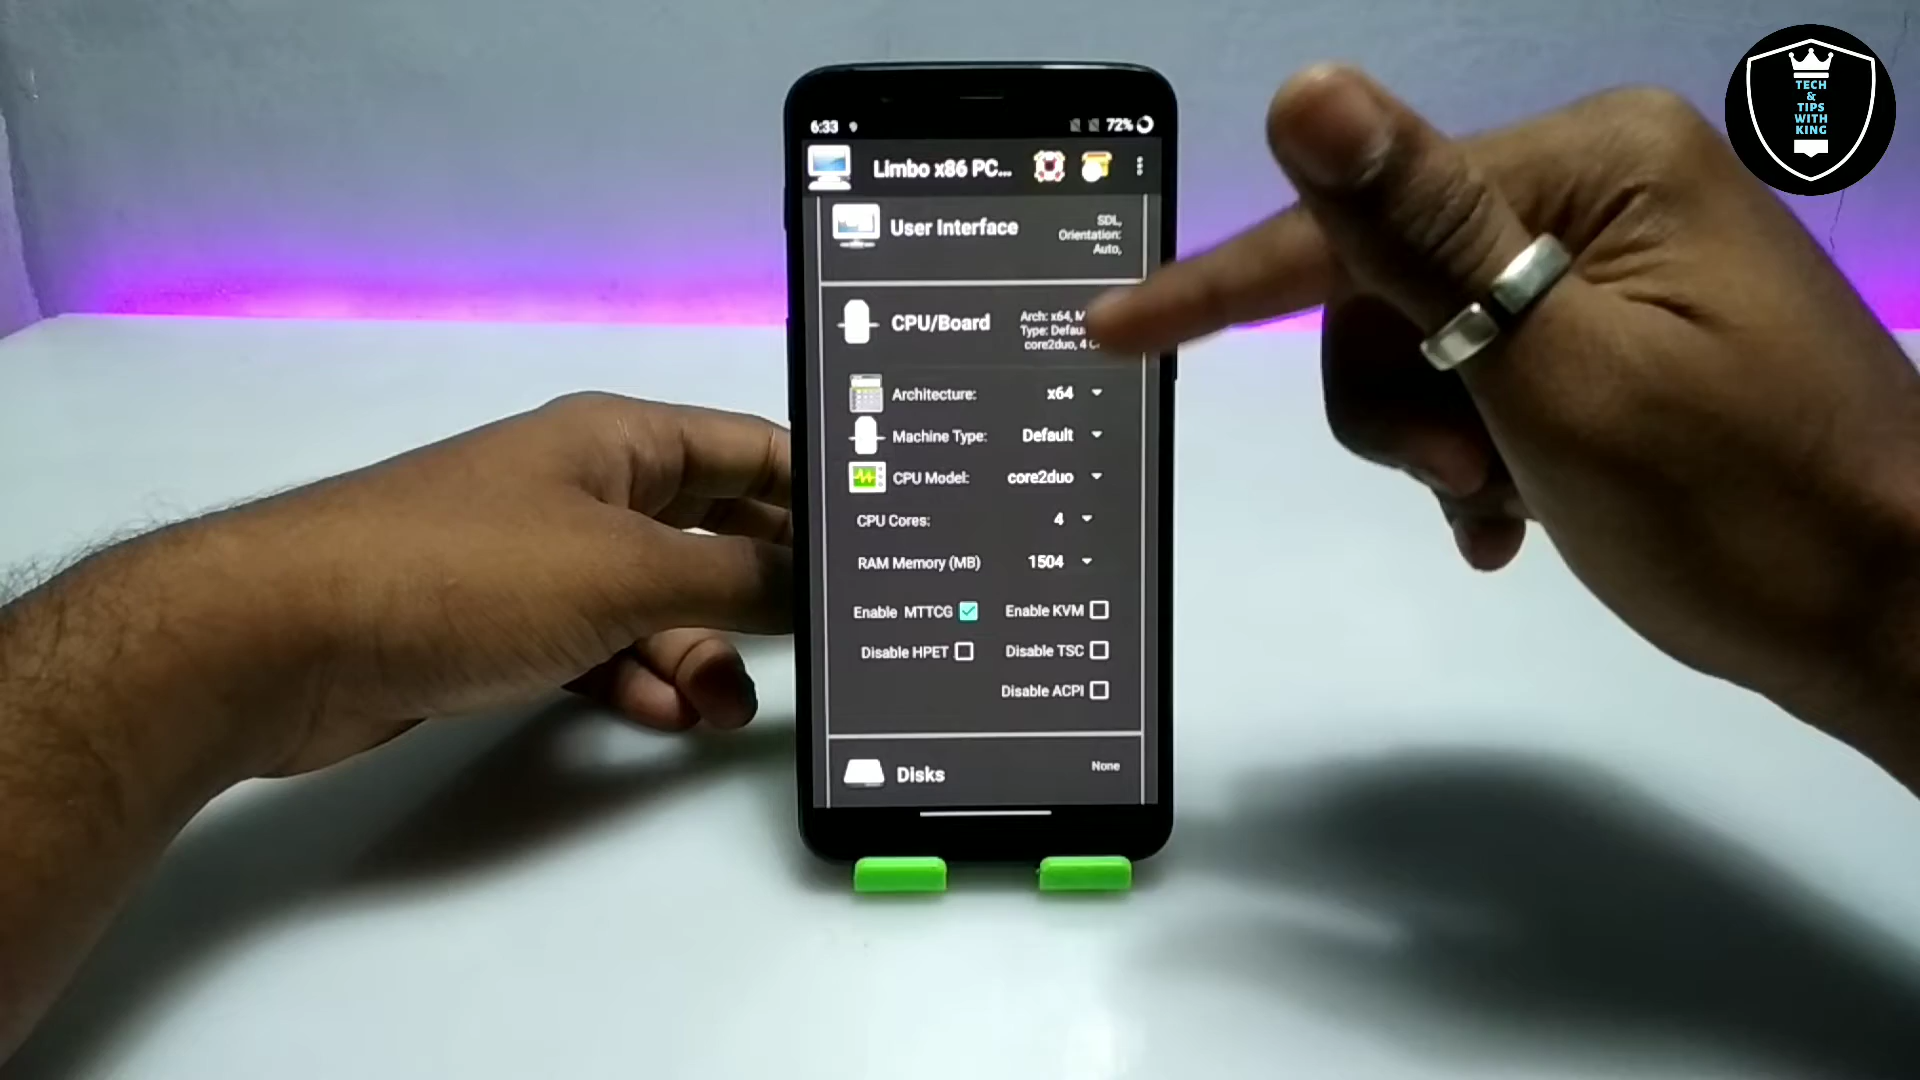 TECH
&
TIPS
WITH
KING
6:33
72%
Limbo x86 PC...
User Interface
SDL,
Orientation:
Auto,
CPU/Board
Arch: x64, M
Type:
core2duo, 4
Architecture: x64
Machine Type: Default
CPU Model: core2duo
CPU Cores: 4
RAM Memory (MB) 1504
Enable MTTCG Enable KVM
Disable HPET Disable TSC
Disable ACPI
Disks None